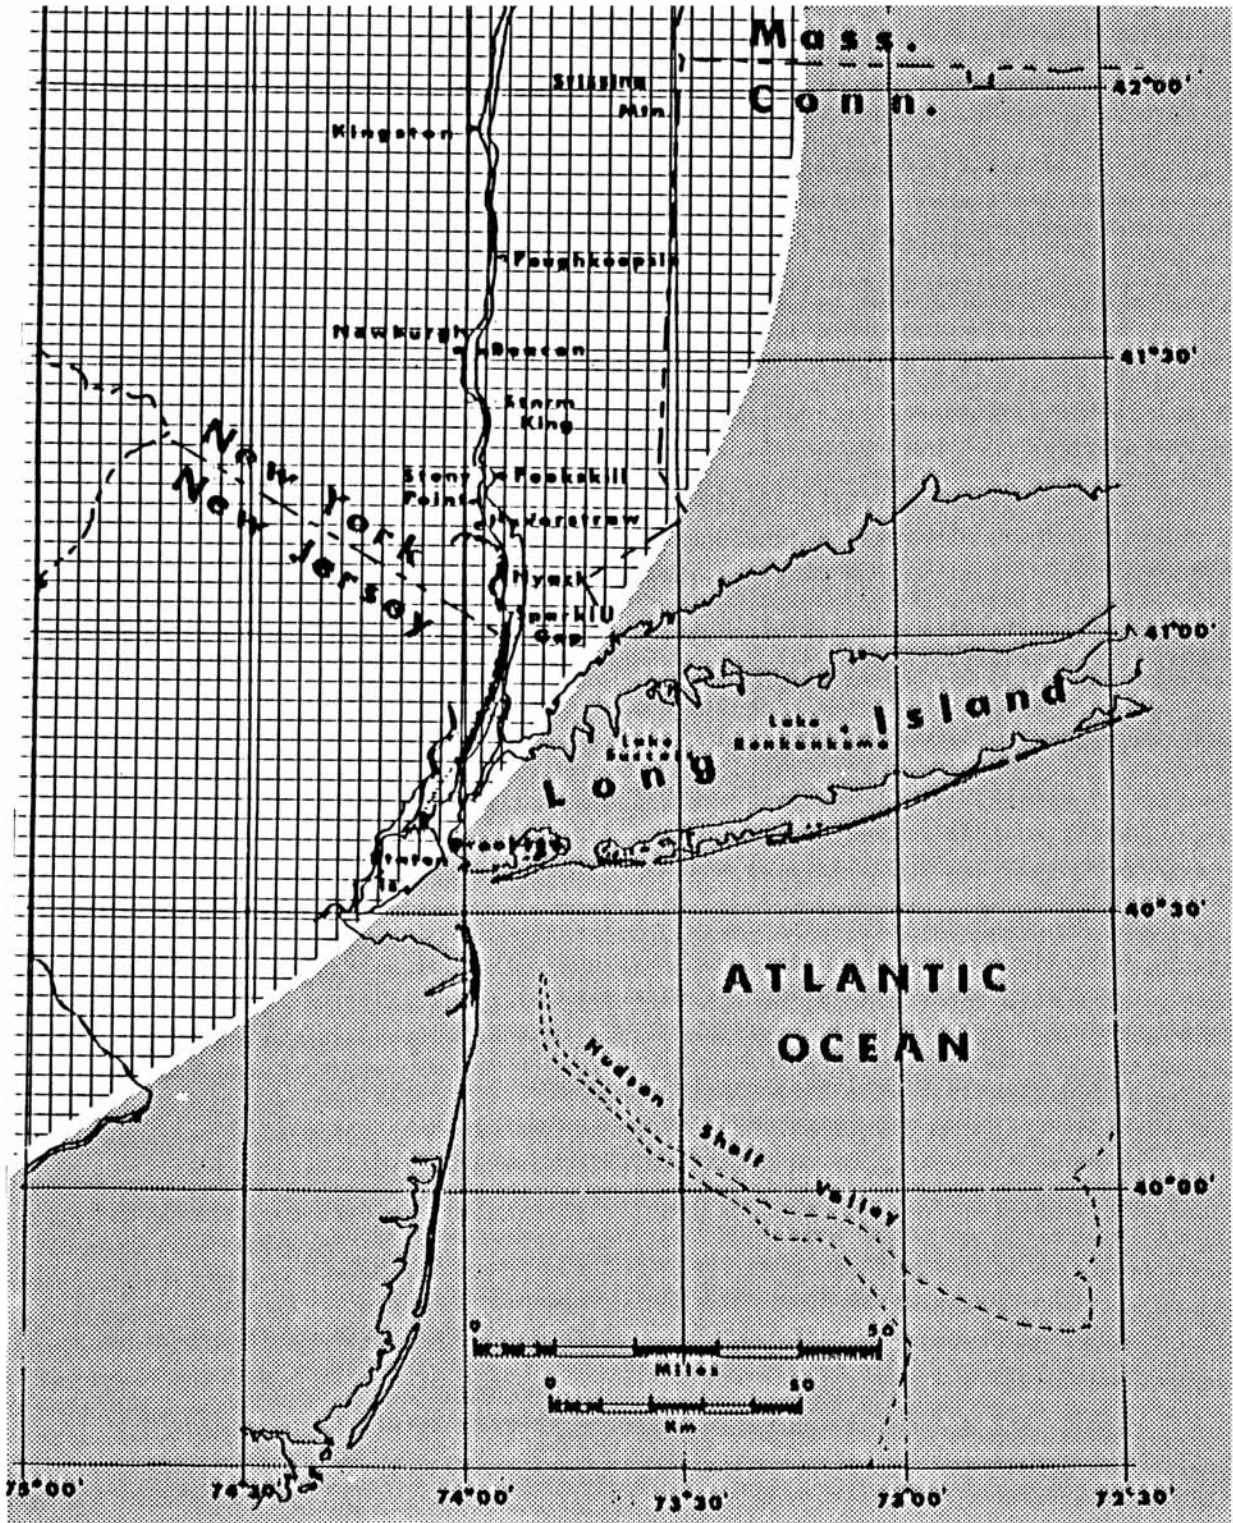 Mass.
42°00'
Conn.
Stissing
Mtn.
Kingston
Poughkeepsie
Newburgh
Beacon
41°30'
Storm
King
New York
New Jersey
Stony
Point
Peekskill
Haverstraw
Nyack
Sparkill
Gap
41°00'
Long Island
Lake
Ronkonkoma
Lake
Success
Brooklyn
Staten
Is.
40°30'
ATLANTIC
OCEAN
Hudson Shelf Valley
40°00'
0 50
Miles
0 50
Km
75°00' 74°30' 74°00' 73°30' 73°00' 72°30'